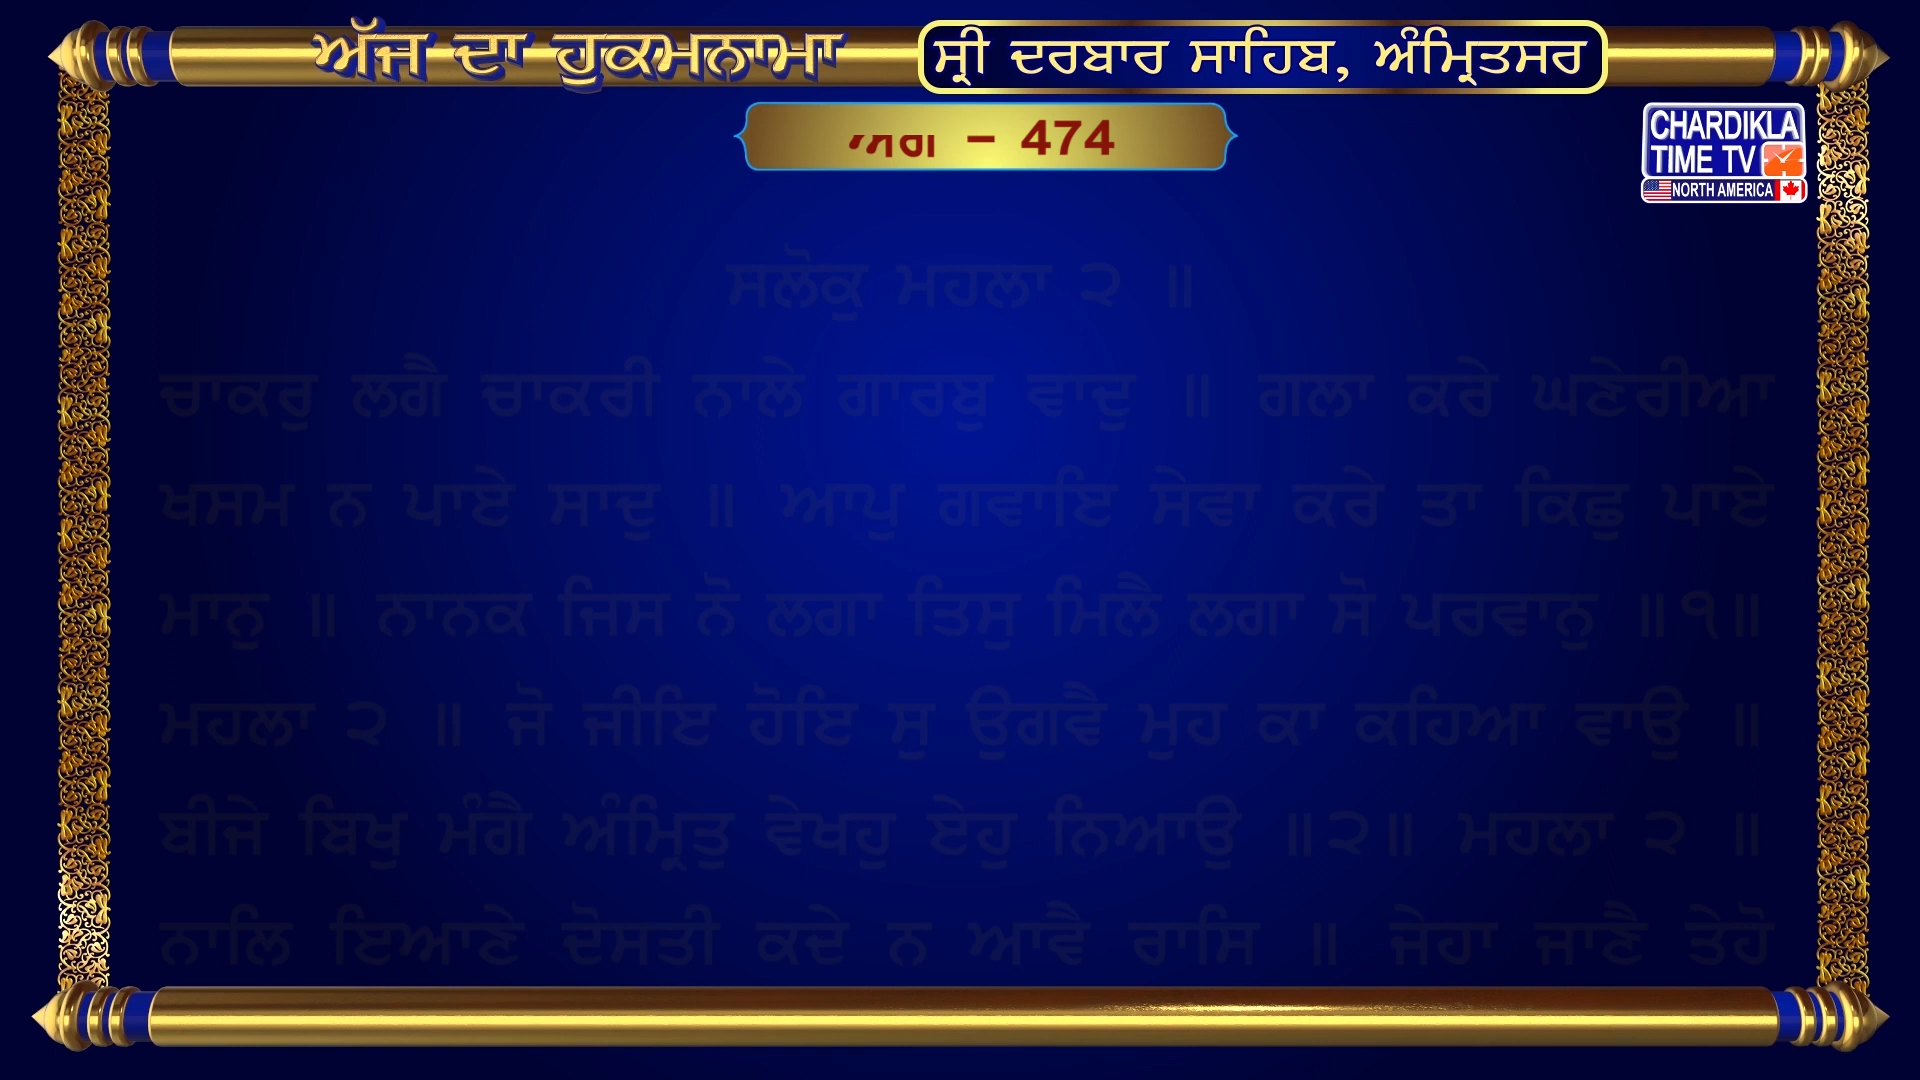 ਅੱਜ ਦਾ ਹੁਕਮਨਾਮਾ ਸ੍ਰੀ ਦਰਬਾਰ ਸਾਹਿਬ, ਅੰਮ੍ਰਿਤਸਰ
– 474
CHARDIKLA
TIME TV
NORTH AMERICA
ਸਲੋਕੁ ਮਹਲਾ ੨ ॥
ਚਾਕਰੁ ਲਗੈ ਚਾਕਰੀ ਨਾਲੇ ਗਾਰਬੁ ਵਾਦੁ ॥ ਗਲਾ ਕਰੇ ਘਣੇਰੀਆ
ਖਸਮ ਨ ਪਾਏ ਸਾਦੁ ॥ ਆਪੁ ਗਵਾਇ ਸੇਵਾ ਕਰੇ ਤਾ ਕਿਛੁ ਪਾਏ
ਮਾਨੁ ॥ ਨਾਨਕ ਜਿਸ ਨੋ ਲਗਾ ਤਿਸੁ ਮਿਲੈ ਲਗਾ ਸੋ ਪਰਵਾਨੁ ॥੧॥
ਮਹਲਾ ੨ ॥ ਜੋ ਜੀਇ ਹੋਇ ਸੁ ਉਗਵੈ ਮੁਹ ਕਾ ਕਹਿਆ ਵਾਉ ॥
ਬੀਜੇ ਬਿਖੁ ਮੰਗੈ ਅੰਮ੍ਰਿਤੁ ਵੇਖਹੁ ਏਹੁ ਨਿਆਉ ॥੨॥ ਮਹਲਾ ੨ ॥
ਨਾਲਿ ਇਆਣੇ ਦੋਸਤੀ ਕਦੇ ਨ ਆਵੈ ਰਾਸਿ ॥ ਜੇਹਾ ਜਾਣੈ ਤੇਹੋ